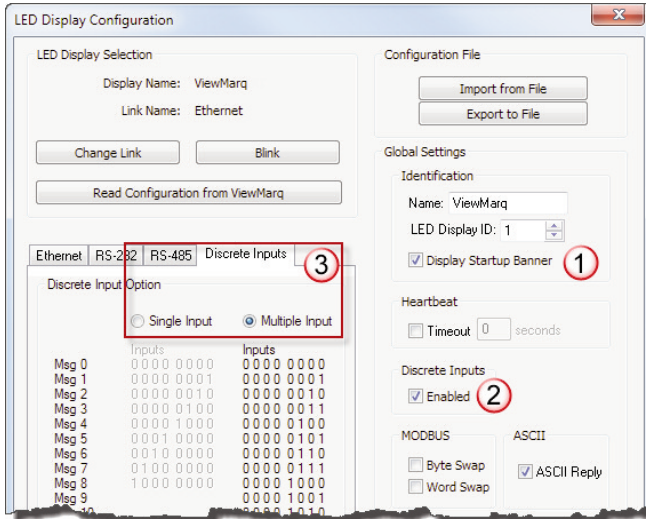 LED Display Configuration
x
LED Display Selection
Display Name: ViewMarq
Link Name: Ethernet
Change Link
Blink
Read Configuration from ViewMarq
Ethernet
RS-232
RS-485
Discrete Inputs
3
Discrete Input Option
Single Input
Multiple Input
Inputs Inputs
Msg 0 0000 0000 0000 0000
Msg 1 0000 0001 0000 0001
Msg 2 0000 0010 0000 0010
Msg 3 0000 0100 0000 0011
Msg 4 0000 1000 0000 0100
Msg 5 0001 0000 0000 0101
Msg 6 0010 0000 0000 0110
Msg 7 0100 0000 0000 0111
Msg 8 1000 0000 0000 1000
Msg 9 0000 1001
Configuration File
Import from File
Export to File
Global Settings
Identification
Name: ViewMarq
LED Display ID: 1
Display Startup Banner
1
Heartbeat
Timeout 0 seconds
Discrete Inputs
Enabled
2
MODBUS
Byte Swap
Word Swap
ASCII
ASCII Reply